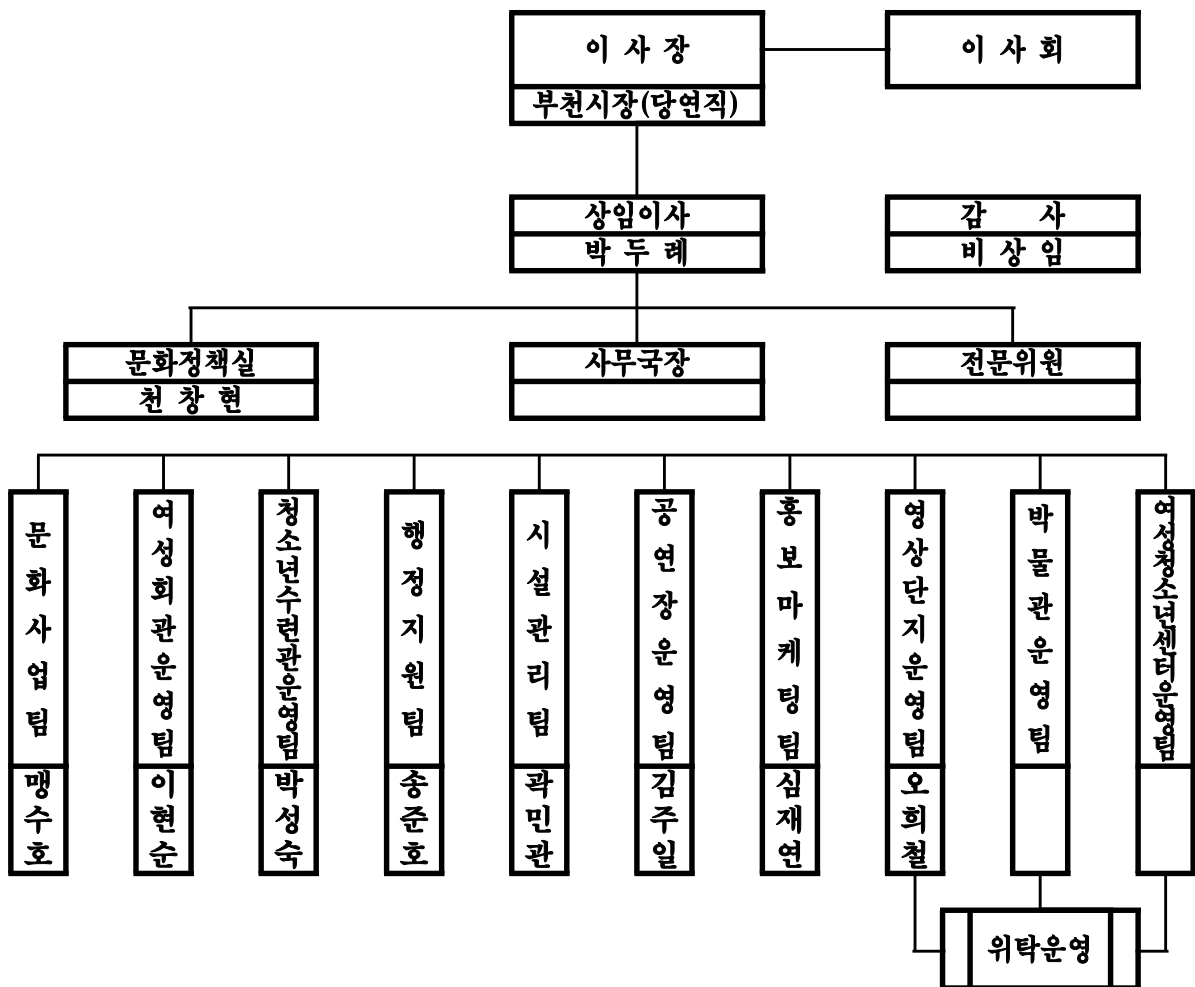 이 사 장
이 사 회
부천시장(당연직)
상임이사
감 사
박 두 례
비 상 임
문화정책실
사무국장
전문위원
천 창 현
문화사업팀
여성회관운영팀
청소년수련관운영팀
행정지원팀
시설관리팀
공연장운영팀
홍보마케팅팀
영상단지운영팀
박물관운영팀
여성청소년센터운영팀
맹수호
이현순
박성숙
송준호
곽민관
김주일
심재연
오희철
위탁운영